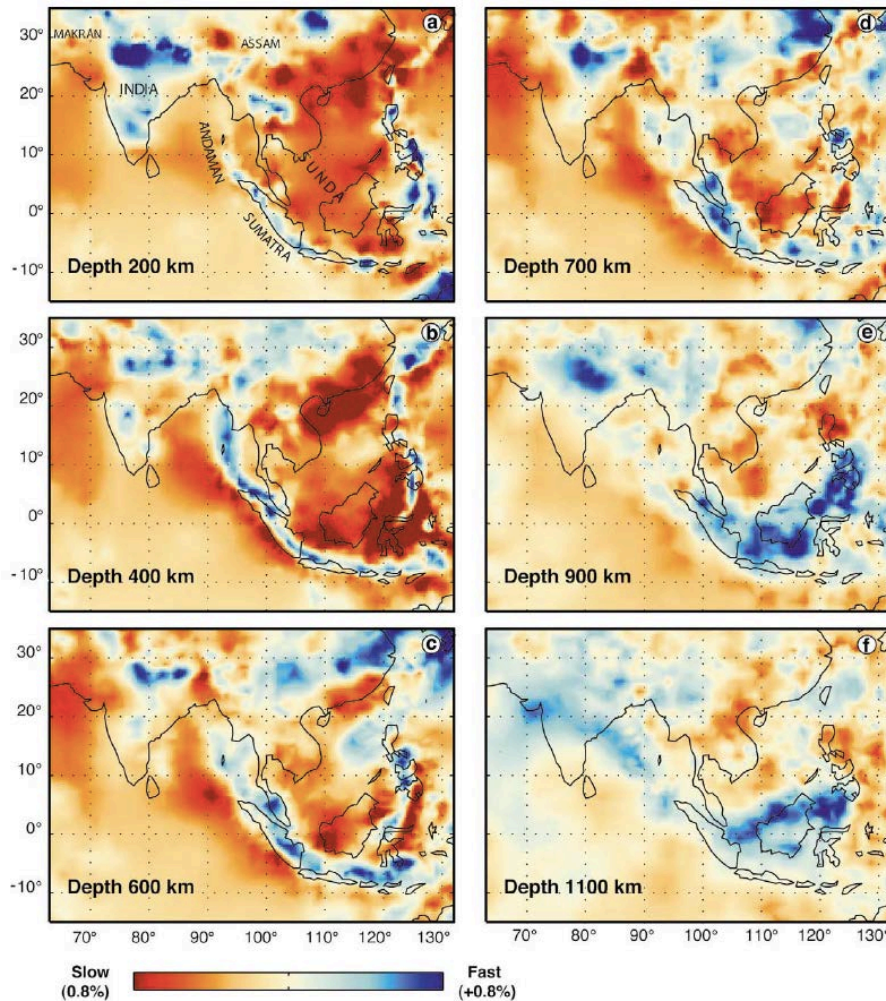 a
MAKRAN
ASSAM
INDIA
ANDAMAN
SUNDA
SUMATRA
Depth 200 km
30°
20°
10°
0°
-10°
d
Depth 700 km
b
Depth 400 km
30°
20°
10°
0°
-10°
e
Depth 900 km
c
Depth 600 km
30°
20°
10°
0°
-10°
f
Depth 1100 km
70° 80° 90° 100° 110° 120° 130°
70° 80° 90° 100° 110° 120° 130°
Slow
(0.8%)
Fast
(+0.8%)